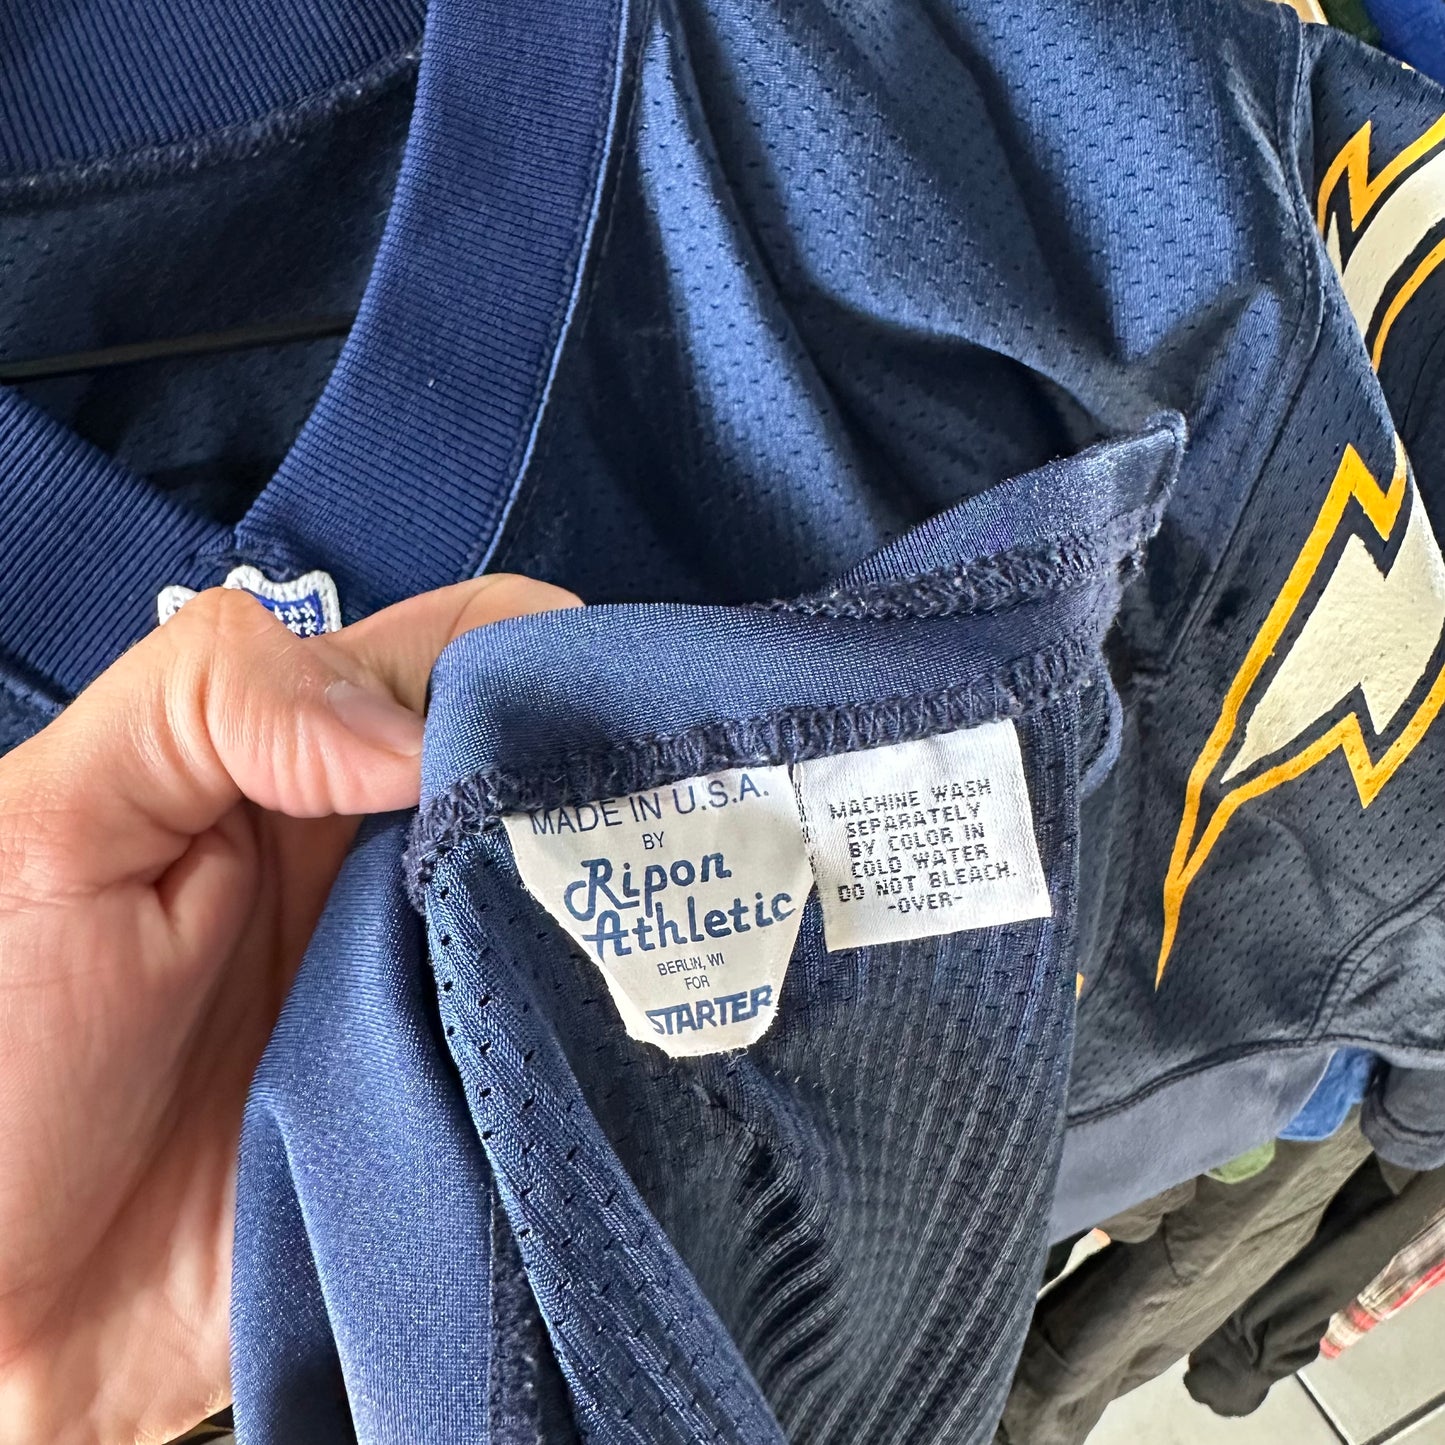 MADE IN U.S.A.
BY
Ripon
Athletic
BERLIN, WI
FOR
STARTER
MACHINE WASH
SEPARATELY
BY COLOR IN
COLD WATER
DO NOT BLEACH.
-OVER-